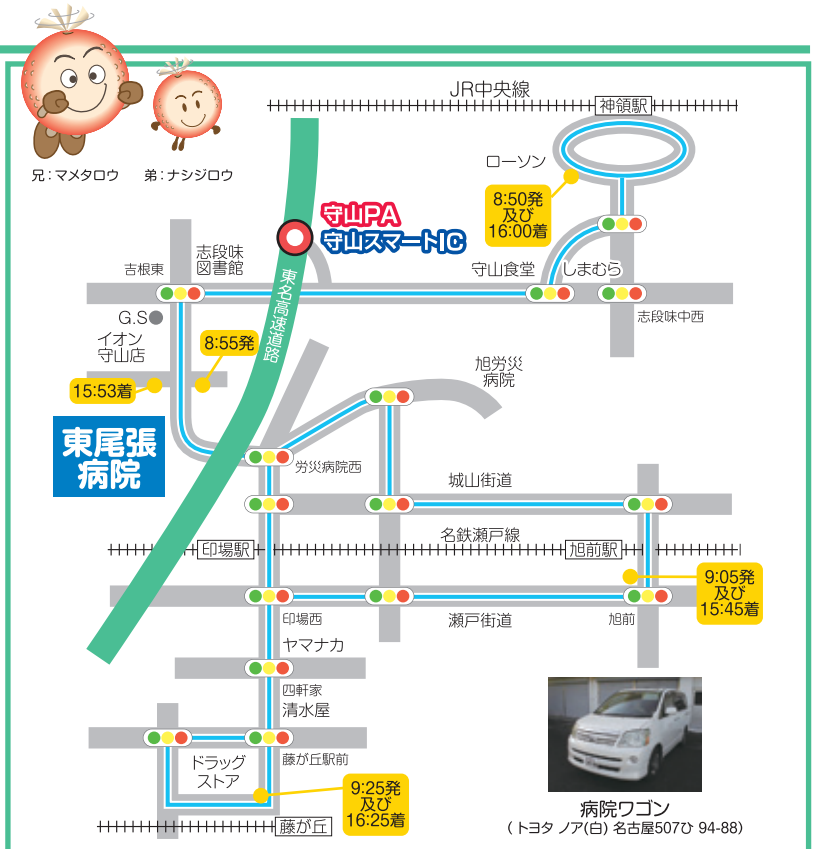 JR中央線
神領駅
ローソン
8:50発
及び
16:00着
兄：マメタロウ
弟：ナシジロウ
守山PA
守山スマートIC
志段味
図書館
吉根東
守山食堂
しまむら
志段味中西
G.S
東名高速道路
イオン
守山店
8:55発
15:53着
旭労災
病院
東尾張
病院
労災病院西
城山街道
名鉄瀬戸線
印場駅
旭前駅
9:05発
及び
15:45着
印場西
瀬戸街道
旭前
ヤマナカ
四軒家
清水屋
ドラッグ
ストア
藤が丘駅前
9:25発
及び
16:25着
藤が丘
病院ワゴン
（トヨタ ノア(白) 名古屋507ひ 94-88）